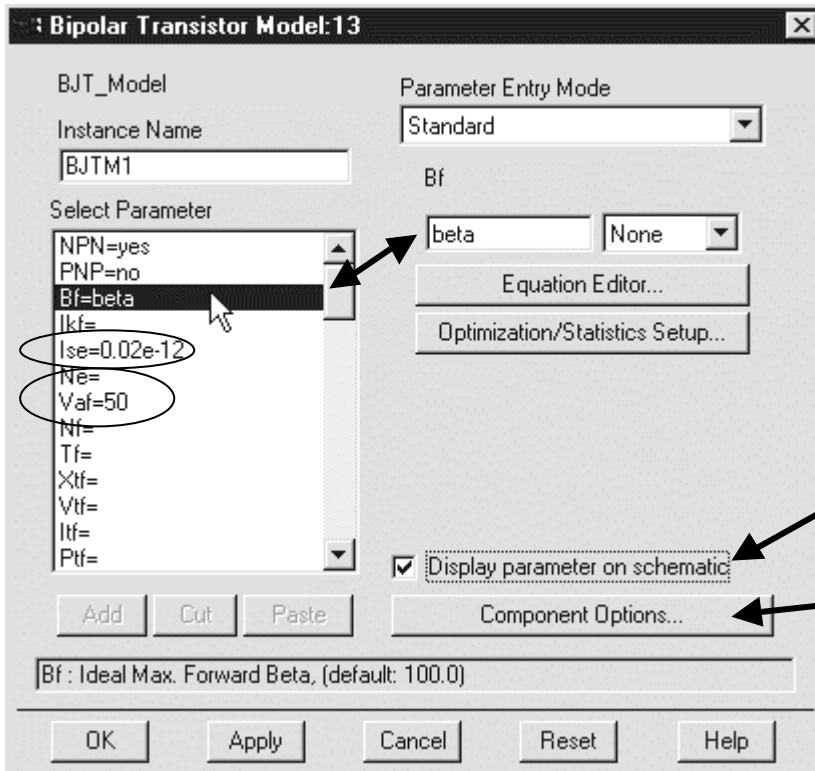 Bipolar Transistor Model:13
BJT_Model
Instance Name
BJTM1
Select Parameter
NPN=yes
PNP=no
Bf=beta
Ikf=
Ise=0.02e-12
Ne=
Vaf=50
Nf=
Tf=
Xtf=
Vtf=
Itf=
Ptf=
Add Cut Paste
Parameter Entry Mode
Standard
Bf
beta None
Equation Editor...
Optimization/Statistics Setup...
Display parameter on schematic
Component Options...
Bf : Ideal Max. Forward Beta, (default: 100.0)
OK Apply Cancel Reset Help